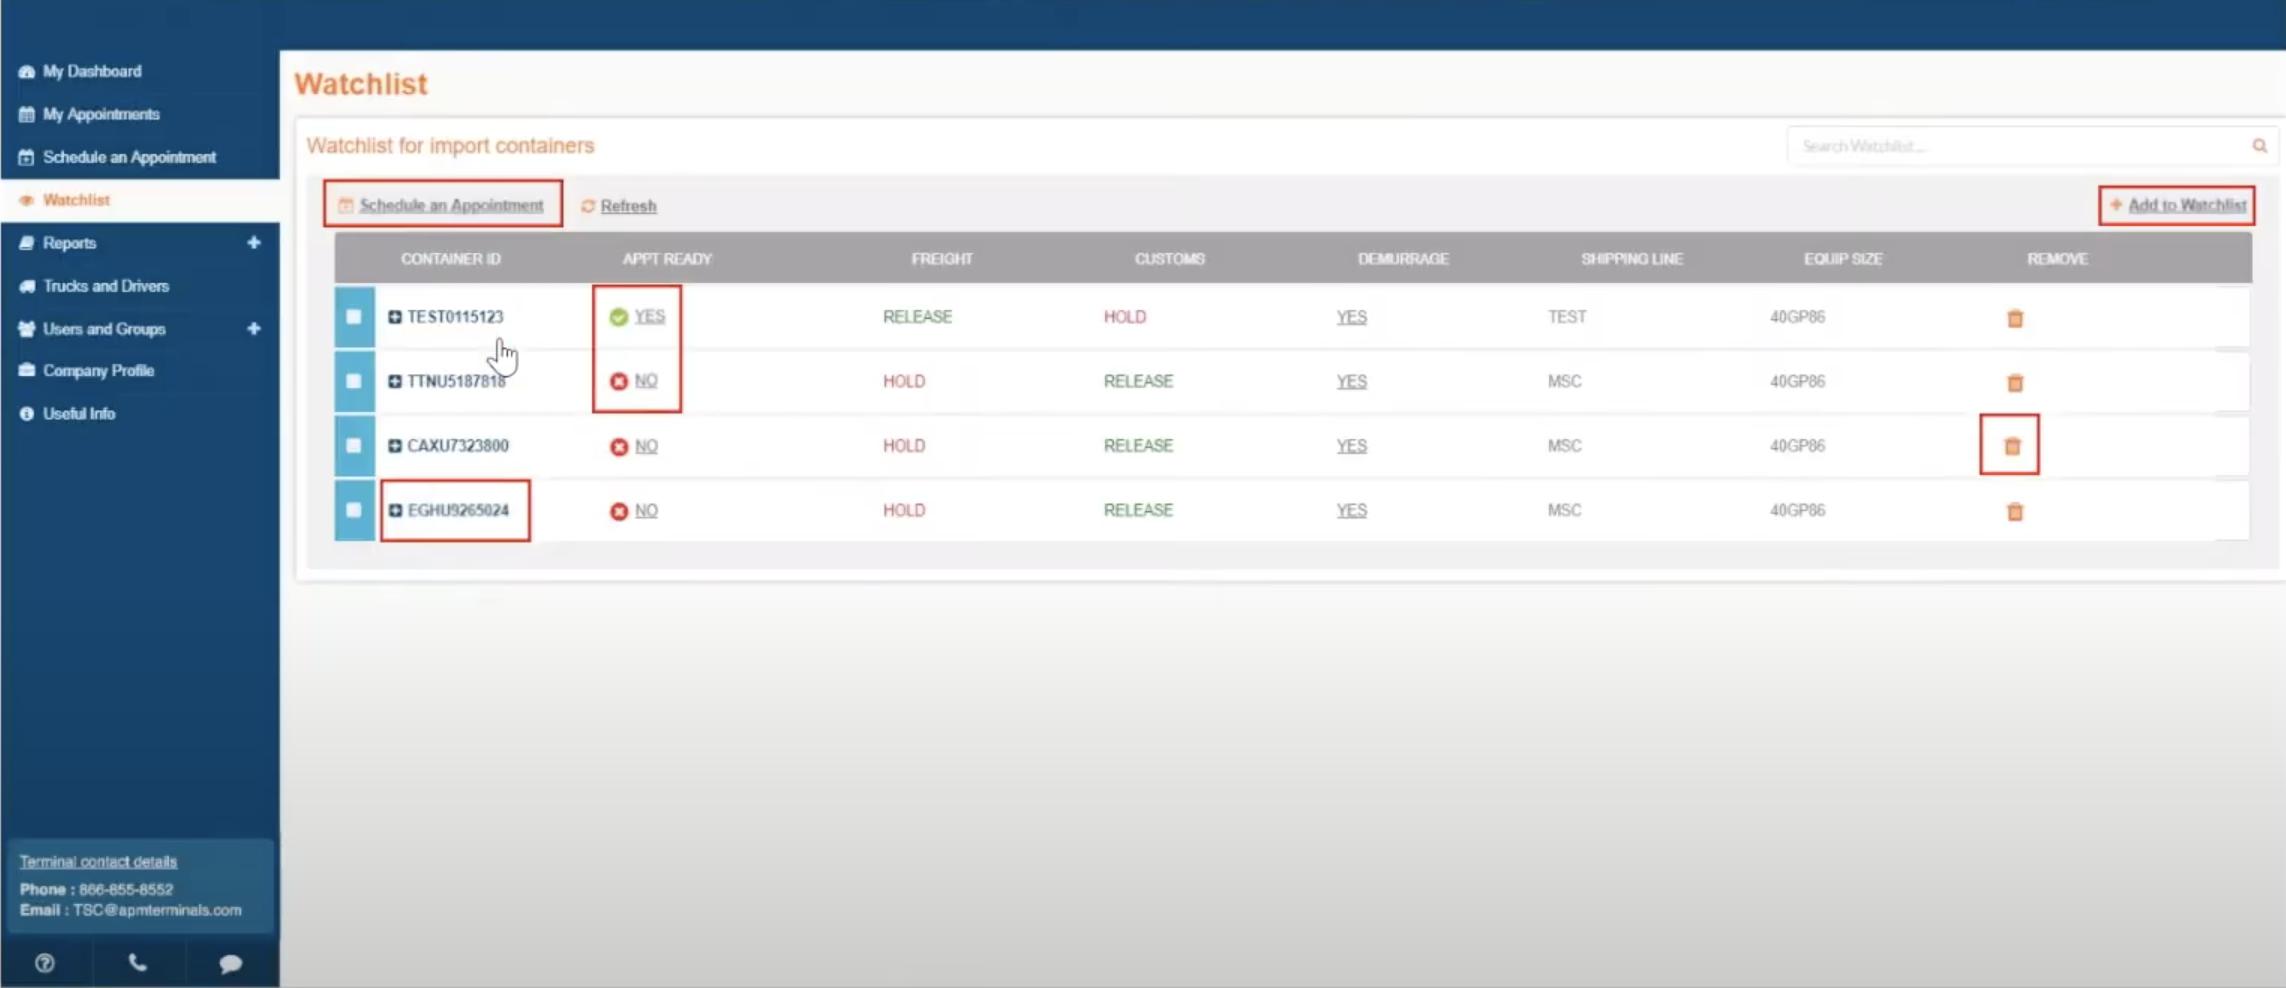 My Dashboard
My Appointments
Schedule an Appointment
Watchlist
Reports
Trucks and Drivers
Users and Groups
Company Profile
Useful Info
Terminal contact details
Phone : 866-855-8552
Email : TSC@apmterminals.com
Watchlist
Watchlist for import containers
Search Watchlist...
Schedule an Appointment Refresh Add to Watchlist
CONTAINER ID APPT READY FREIGHT CUSTOMS DEMURRAGE SHIPPING LINE EQUIP SIZE REMOVE
TEST0115123 YES RELEASE HOLD YES TEST 40GP86
TTNU5187818 NO HOLD RELEASE YES MSC 40GP86
CAXU7323800 NO HOLD RELEASE YES MSC 40GP86
EGHU9265024 NO HOLD RELEASE YES MSC 40GP86